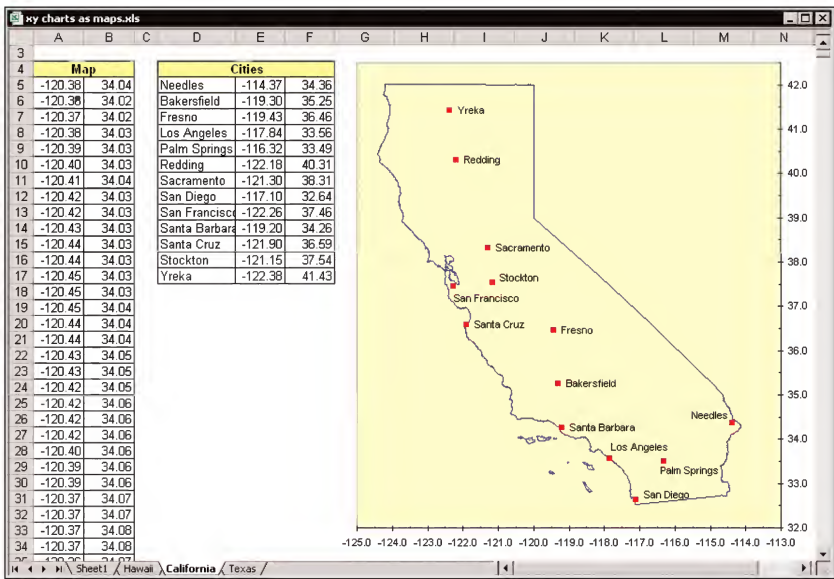 xy charts as maps.xls
A B C D E F G H I J K L M N
3
4 Map Cities
5 -120.38 34.04 Needles -114.37 34.36
6 -120.38 34.02 Bakersfield -119.30 35.25
7 -120.37 34.02 Fresno -119.43 36.46
8 -120.38 34.03 Los Angeles -117.84 33.56
9 -120.39 34.03 Palm Springs -116.32 33.49
10 -120.40 34.03 Redding -122.18 40.31
11 -120.41 34.04 Sacramento -121.30 38.31
12 -120.42 34.03 San Diego -117.10 32.64
13 -120.42 34.03 San Francisc -122.26 37.46
14 -120.43 34.03 Santa Barbara -119.20 34.26
15 -120.44 34.03 Santa Cruz -121.90 36.59
16 -120.44 34.03 Stockton -121.15 37.54
17 -120.45 34.03 Yreka -122.38 41.43
18 -120.45 34.03
19 -120.45 34.04
20 -120.44 34.04
21 -120.44 34.04
22 -120.43 34.05
23 -120.43 34.05
24 -120.42 34.05
25 -120.42 34.06
26 -120.42 34.06
27 -120.42 34.06
28 -120.40 34.06
29 -120.39 34.06
30 -120.39 34.06
31 -120.37 34.07
32 -120.37 34.07
33 -120.37 34.08
34 -120.37 34.08
Yreka
Redding
Sacramento
Stockton
San Francisco
Santa Cruz
Fresno
Bakersfield
Needles
Santa Barbara
Los Angeles
Palm Springs
San Diego
42.0
41.0
40.0
39.0
38.0
37.0
36.0
35.0
34.0
33.0
32.0
-125.0 -124.0 -123.0 -122.0 -121.0 -120.0 -119.0 -118.0 -117.0 -116.0 -115.0 -114.0 -113.0
Sheet1 Hawaii California Texas